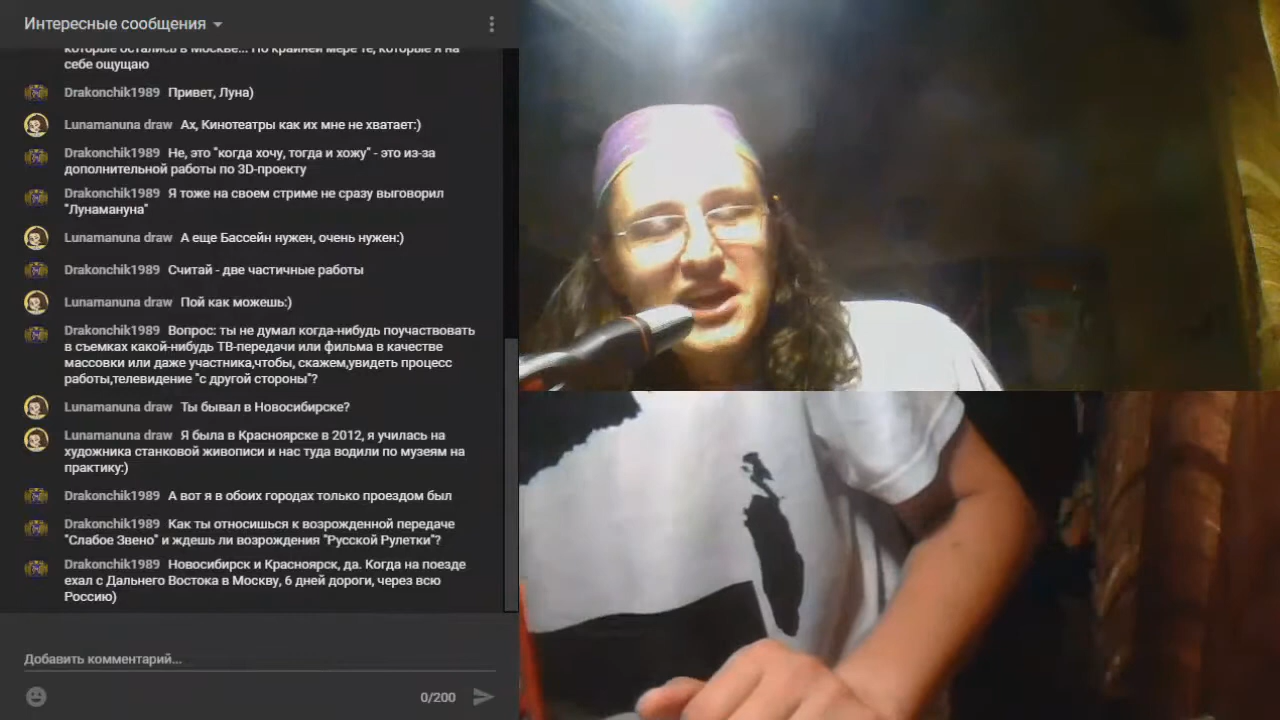 Интересные сообщения
которые остались в Москве... По крайней мере те, которые я на
себе ощущаю
Drakonchik1989 Привет, Луна)
Lunamanuna draw Ах, Кинотеатры как их мне не хватает:)
Drakonchik1989 Не, это "когда хочу, тогда и хожу" - это из-за
дополнительной работы по 3D-проекту
Drakonchik1989 Я тоже на своем стриме не сразу выговорил
"Лунамануна"
Lunamanuna draw А еще Бассейн нужен, очень нужен:)
Drakonchik1989 Считай - две частичные работы
Lunamanuna draw Пой как можешь:)
Drakonchik1989 Вопрос: ты не думал когда-нибудь поучаствовать
в съемках какой-нибудь ТВ-передачи или фильма в качестве
массовки или даже участника,чтобы, скажем,увидеть процесс
работы,телевидение "с другой стороны"?
Lunamanuna draw Ты бывал в Новосибирске?
Lunamanuna draw Я была в Красноярске в 2012, я училась на
художника станковой живописи и нас туда водили по музеям на
практику:)
Drakonchik1989 А вот я в обоих городах только проездом был
Drakonchik1989 Как ты относишься к возрожденной передаче
"Слабое Звено" и ждешь ли возрождения "Русской Рулетки"?
Drakonchik1989 Новосибирск и Красноярск, да. Когда на поезде
ехал с Дальнего Востока в Москву, 6 дней дороги, через всю
Россию)
Добавить комментарий...
0/200